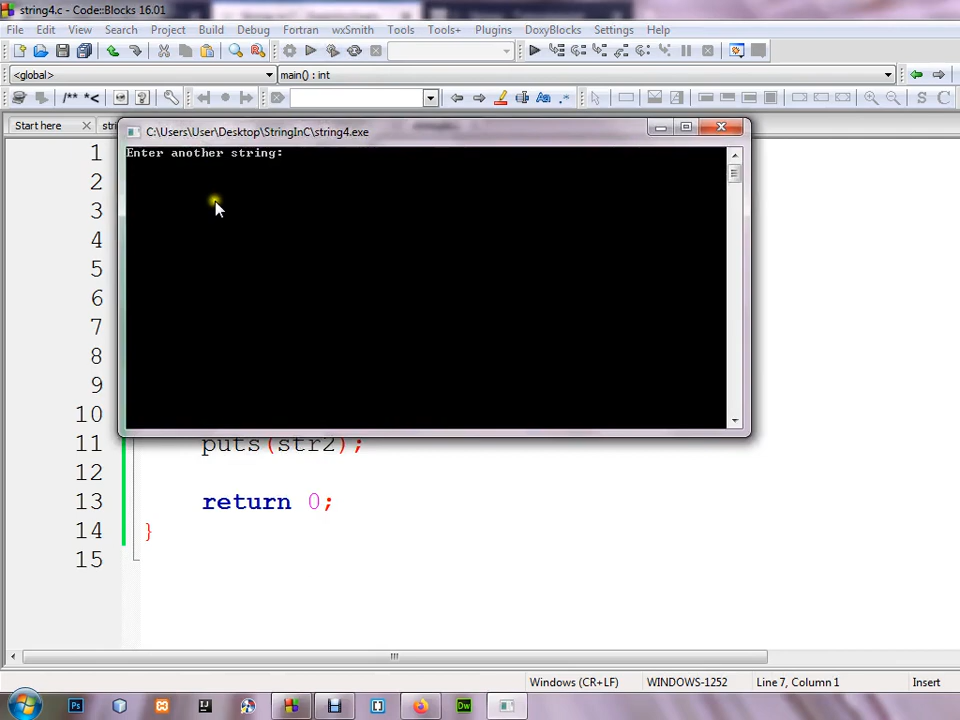 string4.c - Code::Blocks 16.01
File Edit View Search Project Build Debug Fortran wxSmith Tools Tools+ Plugins DoxyBlocks Settings Help
<global> main() : int
/** *< S C
Start here
C:\Users\User\Desktop\StringInC\string4.exe
Enter another string:
1
2
3
4
5
6
7
8
9
10
11 puts(str2);
12
13 return 0;
14 }
15
Windows (CR+LF) WINDOWS-1252 Line 7, Column 1 Insert
Ps Dw